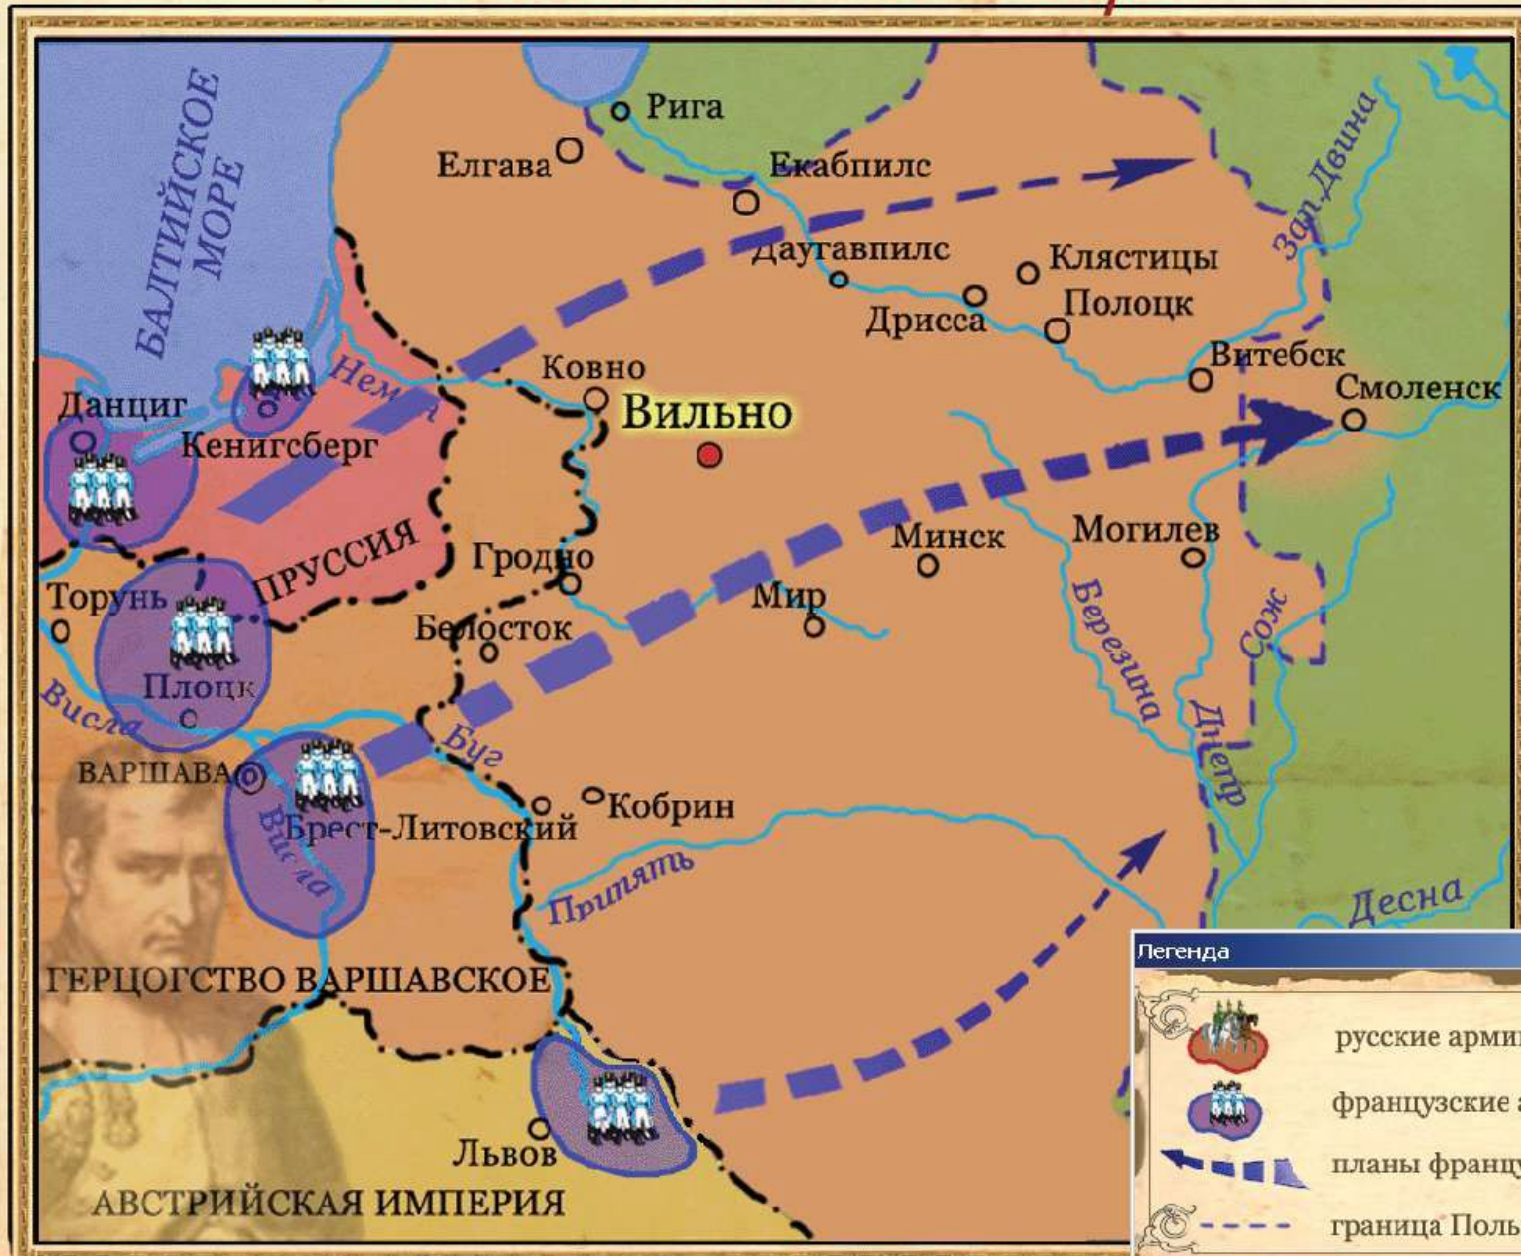 БАЛТИЙСКОЕ
МОРЕ
Рига
Елгава
Екабпилс
Зап.Двина
Даугавпилс
Клястицы
Дрисса
Полоцк
Витебск
Смоленск
Ковно
Вильно
Данциг
Кенигсберг
ПРУССИЯ
Гродно
Минск
Могилев
Торунь
Белосток
Мир
Березина
Сож
Плоцк
Висла
Буг
Днепр
ВАРШАВА
Брест-Литовский
Кобрин
Висла
Припять
Десна
ГЕРЦОГСТВО ВАРШАВСКОЕ
Львов
АВСТРИЙСКАЯ ИМПЕРИЯ
Легенда
русские арми
французские а
планы францу
граница Поль